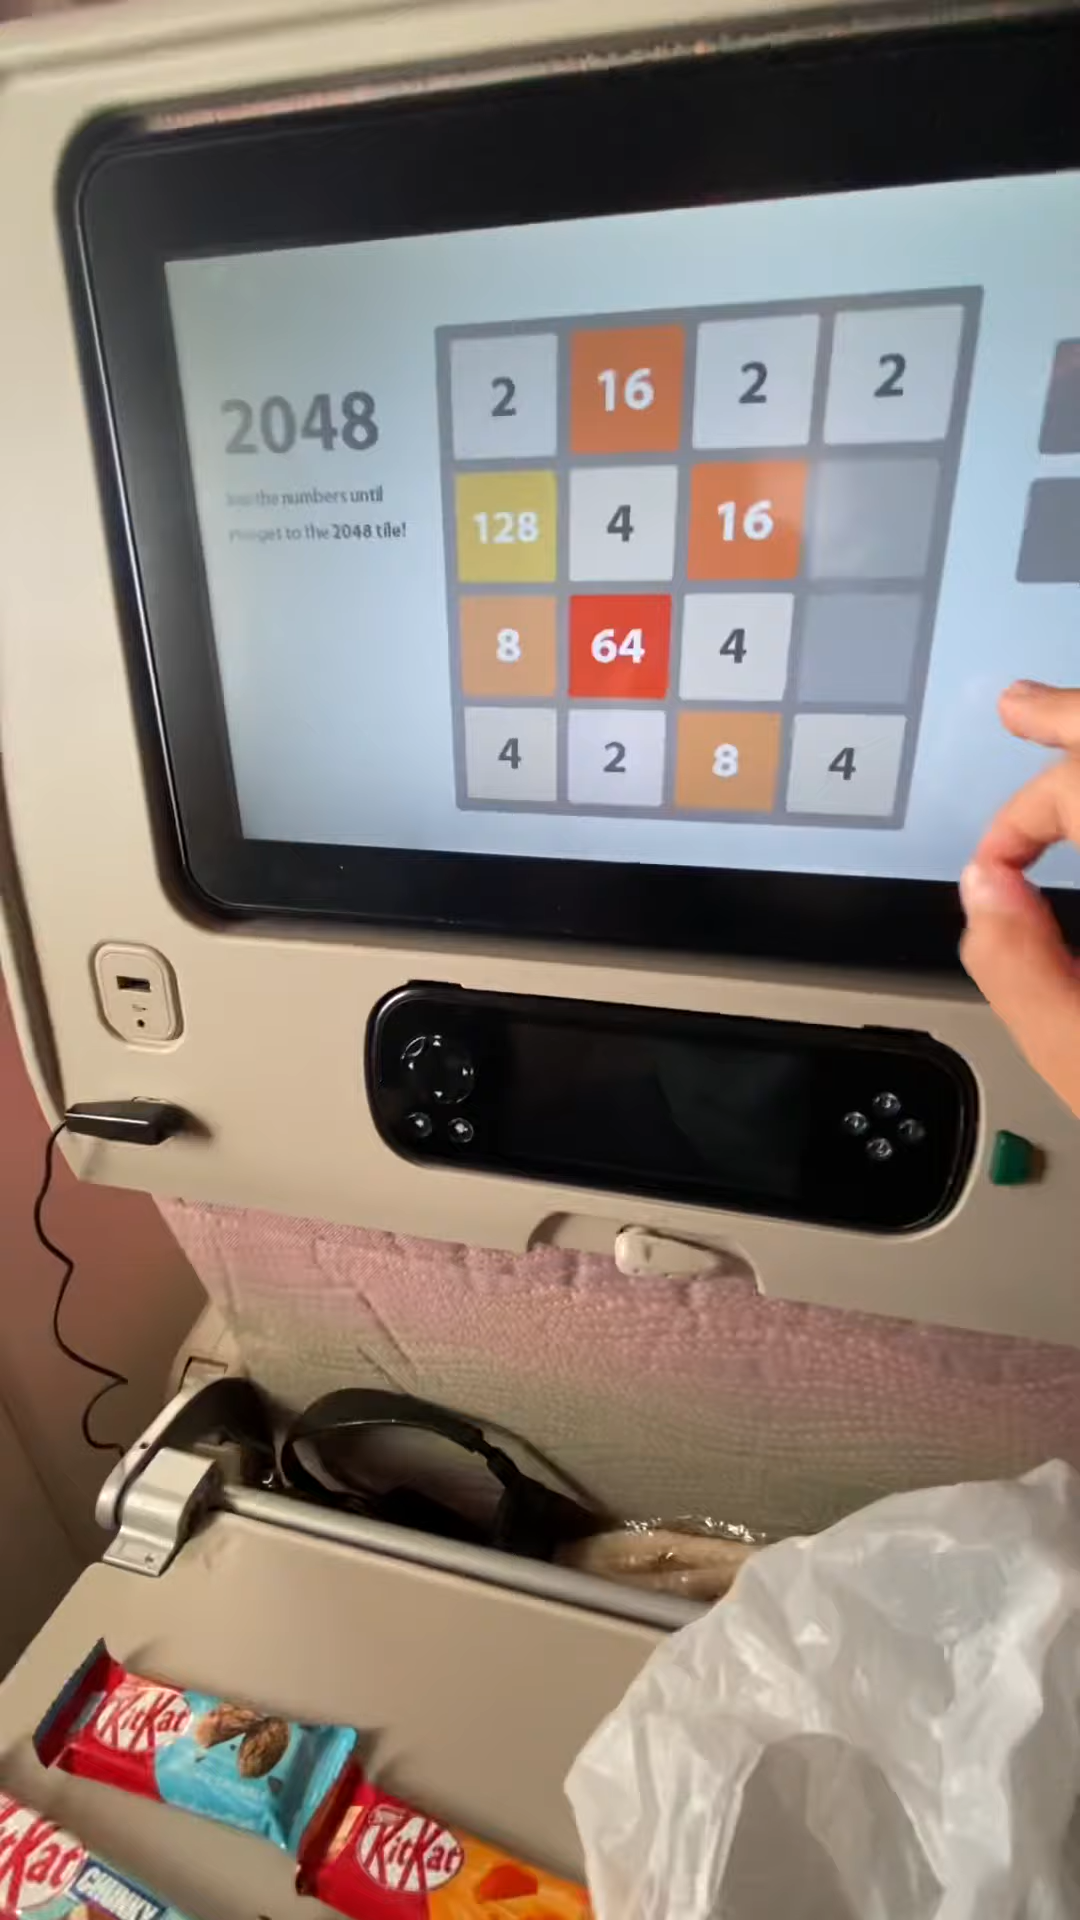 2 16 2 2
2048
the numbers until
get to the 2048 tile!
128 4 16
8 64 4
4 2 8 4
KitKat
KitKat
KitKat
CHUNKY